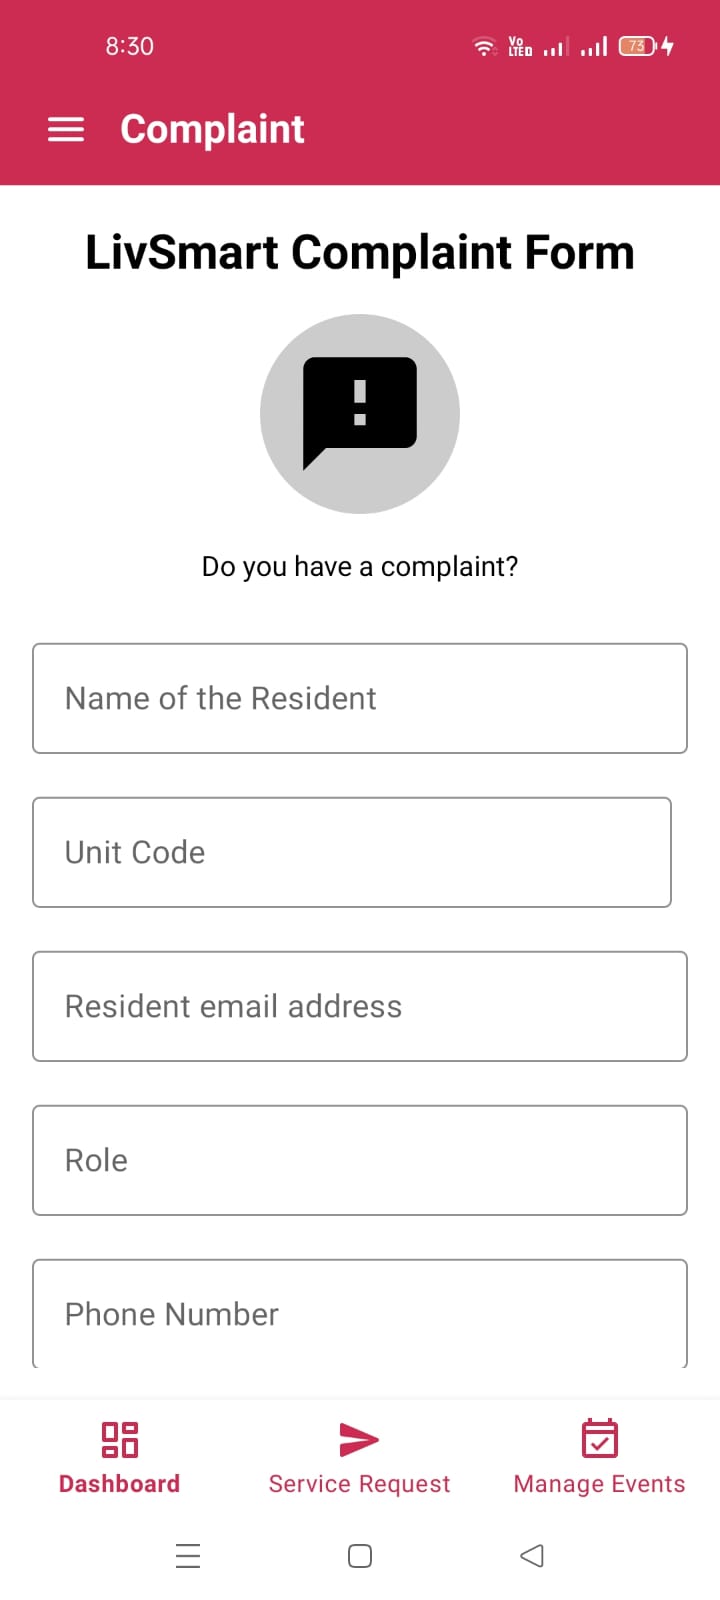 8:30
Vo
LTED
73
Complaint
LivSmart Complaint Form
Do you have a complaint?
Name of the Resident
Unit Code
Resident email address
Role
Phone Number
Dashboard
Service Request
Manage Events